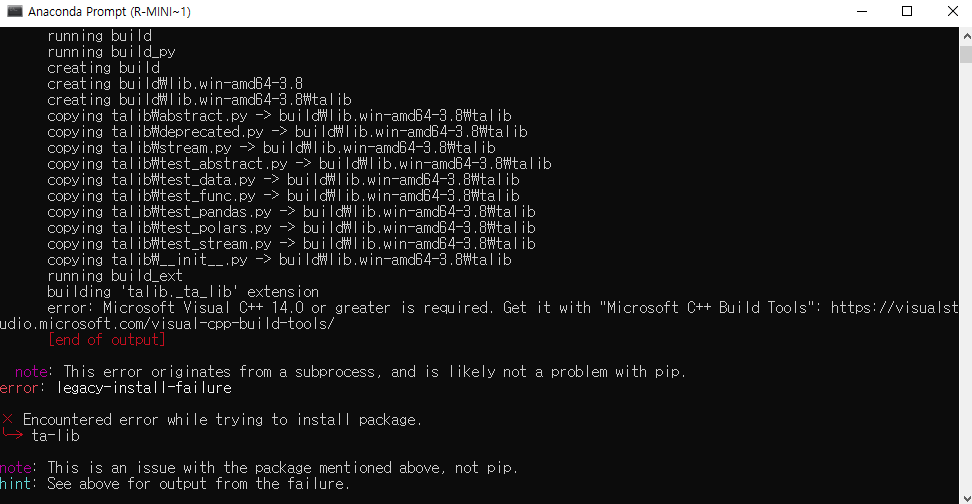 Anaconda Prompt (R-MINI~1)
running build
running build_py
creating build
creating build₩lib.win-amd64-3.8
creating build₩lib.win-amd64-3.8₩talib
copying talib₩abstract.py -> build₩lib.win-amd64-3.8₩talib
copying talib₩deprecated.py -> build₩lib.win-amd64-3.8₩talib
copying talib₩stream.py -> build₩lib.win-amd64-3.8₩talib
copying talib₩test_abstract.py -> build₩lib.win-amd64-3.8₩talib
copying talib₩test_data.py -> build₩lib.win-amd64-3.8₩talib
copying talib₩test_func.py -> build₩lib.win-amd64-3.8₩talib
copying talib₩test_pandas.py -> build₩lib.win-amd64-3.8₩talib
copying talib₩test_polars.py -> build₩lib.win-amd64-3.8₩talib
copying talib₩test_stream.py -> build₩lib.win-amd64-3.8₩talib
copying talib₩__init__.py -> build₩lib.win-amd64-3.8₩talib
running build_ext
building 'talib._ta_lib' extension
error: Microsoft Visual C++ 14.0 or greater is required. Get it with "Microsoft C++ Build Tools": https://visualst
udio.microsoft.com/visual-cpp-build-tools/
[end of output]
note: This error originates from a subprocess, and is likely not a problem with pip.
error: legacy-install-failure
× Encountered error while trying to install package.
╰─> ta-lib
note: This is an issue with the package mentioned above, not pip.
hint: See above for output from the failure.